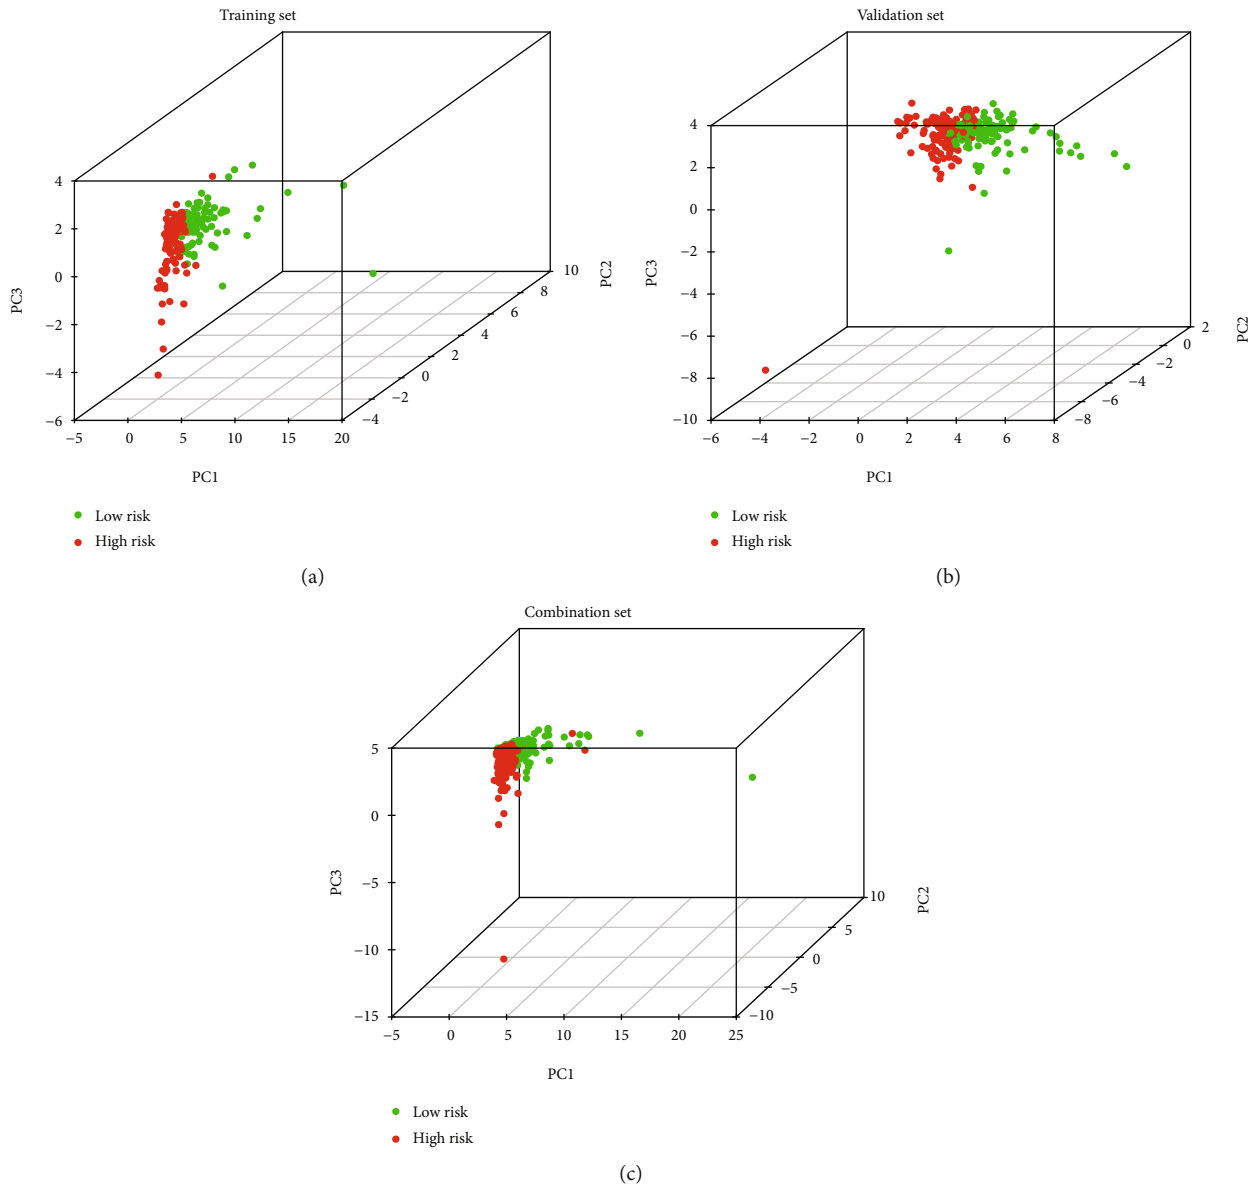 Training set
4
2
0
−2
−4
−6
PC3
−5
0
5
10
15
20
PC1
−4
−2
0
2
4
6
8
10
PC2
Low risk
High risk
(a)
Validation set
4
2
0
−2
−4
−6
−8
−10
PC3
−6
−4
−2
0
2
4
6
8
PC1
−8
−6
−4
−2
0
2
PC2
Low risk
High risk
(b)
Combination set
5
0
−5
−10
−15
PC3
−5
0
5
10
15
20
25
PC1
−10
−5
0
5
10
PC2
Low risk
High risk
(c)